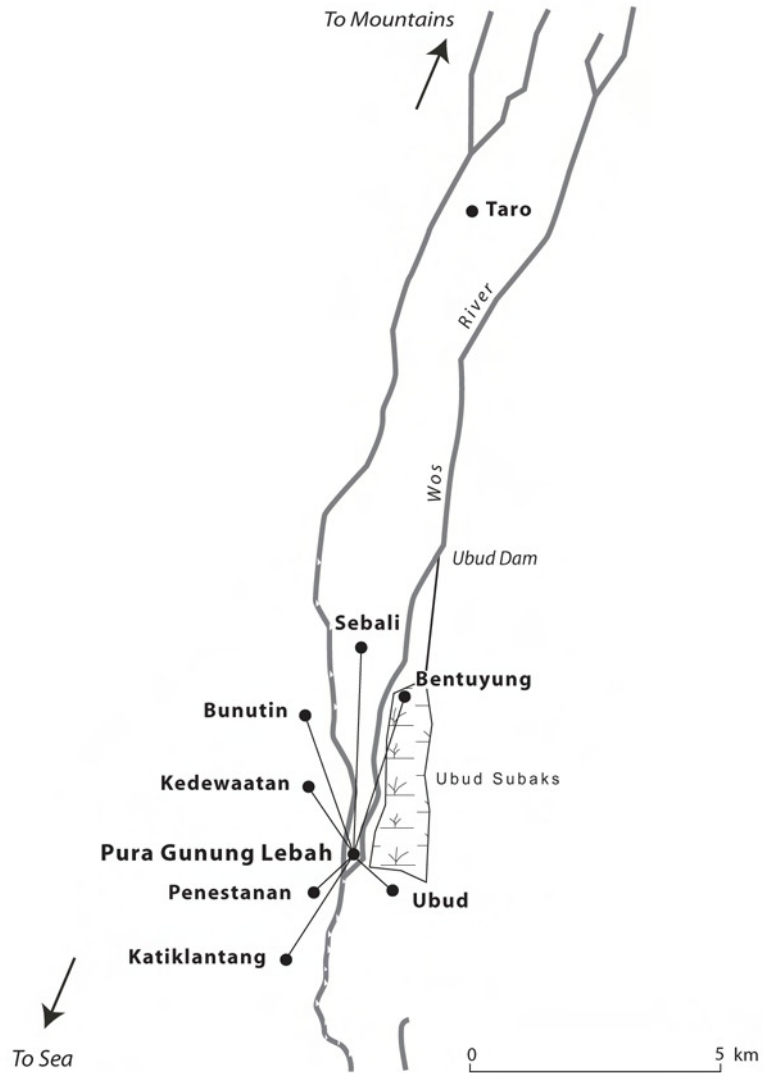 To Mountains
Taro
River
Wos
Ubud Dam
Sebali
Bentuyung
Bunutin
Ubud Subaks
Kedewaatan
Pura Gunung Lebah
Penestanan
Ubud
Katiklantang
To Sea
0 5 km